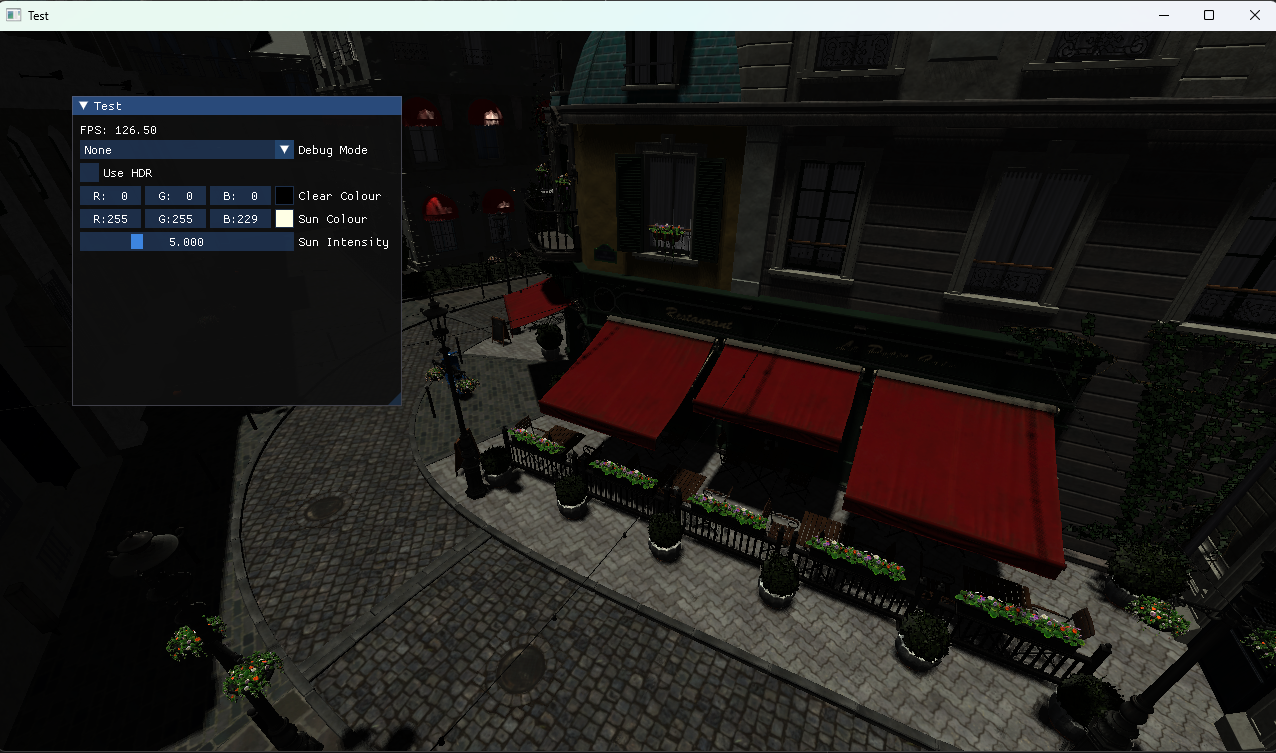 Test
Test
FPS: 126.50
None Debug Mode
Use HDR
R: 0 G: 0 B: 0 Clear Colour
R:255 G:255 B:229 Sun Colour
5.000 Sun Intensity
Restaurant